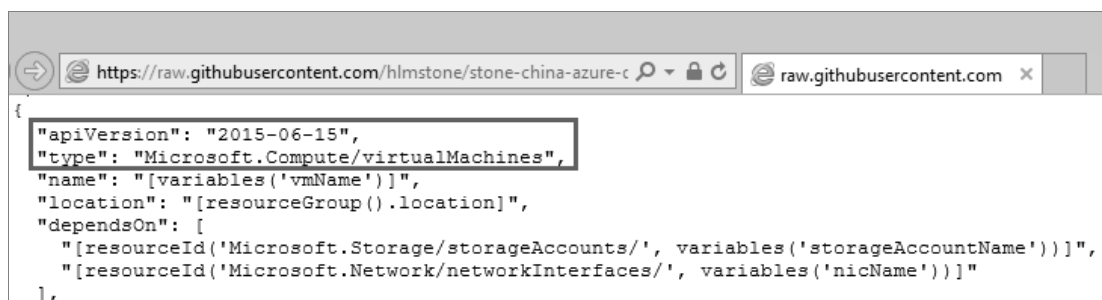 https://raw.githubusercontent.com/hlmstone/stone-china-azure-c
raw.githubusercontent.com ×
{
"apiVersion": "2015-06-15",
"type": "Microsoft.Compute/virtualMachines",
"name": "[variables('vmName')]",
"location": "[resourceGroup().location]",
"dependsOn": [
"[resourceId('Microsoft.Storage/storageAccounts/', variables('storageAccountName'))]",
"[resourceId('Microsoft.Network/networkInterfaces/', variables('nicName'))]"
],